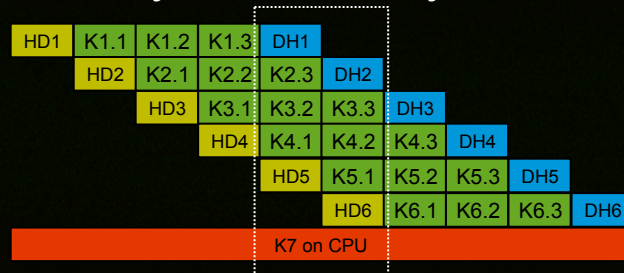 HD1 K1.1 K1.2 K1.3 DH1
HD2 K2.1 K2.2 K2.3 DH2
HD3 K3.1 K3.2 K3.3 DH3
HD4 K4.1 K4.2 K4.3 DH4
HD5 K5.1 K5.2 K5.3 DH5
HD6 K6.1 K6.2 K6.3 DH6
K7 on CPU